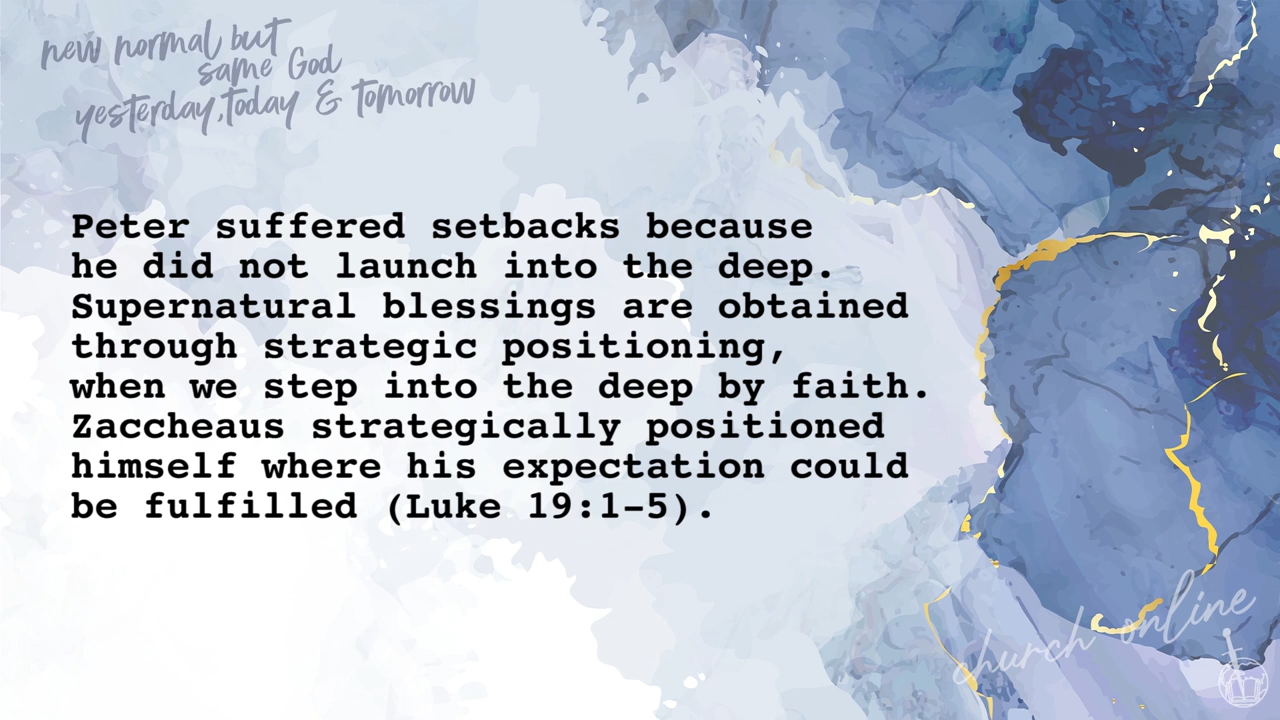 new normal but
same God
yesterday, today & tomorrow
Peter suffered setbacks because
he did not launch into the deep.
Supernatural blessings are obtained
through strategic positioning,
when we step into the deep by faith.
Zaccheaus strategically positioned
himself where his expectation could
be fulfilled (Luke 19:1-5).
church online